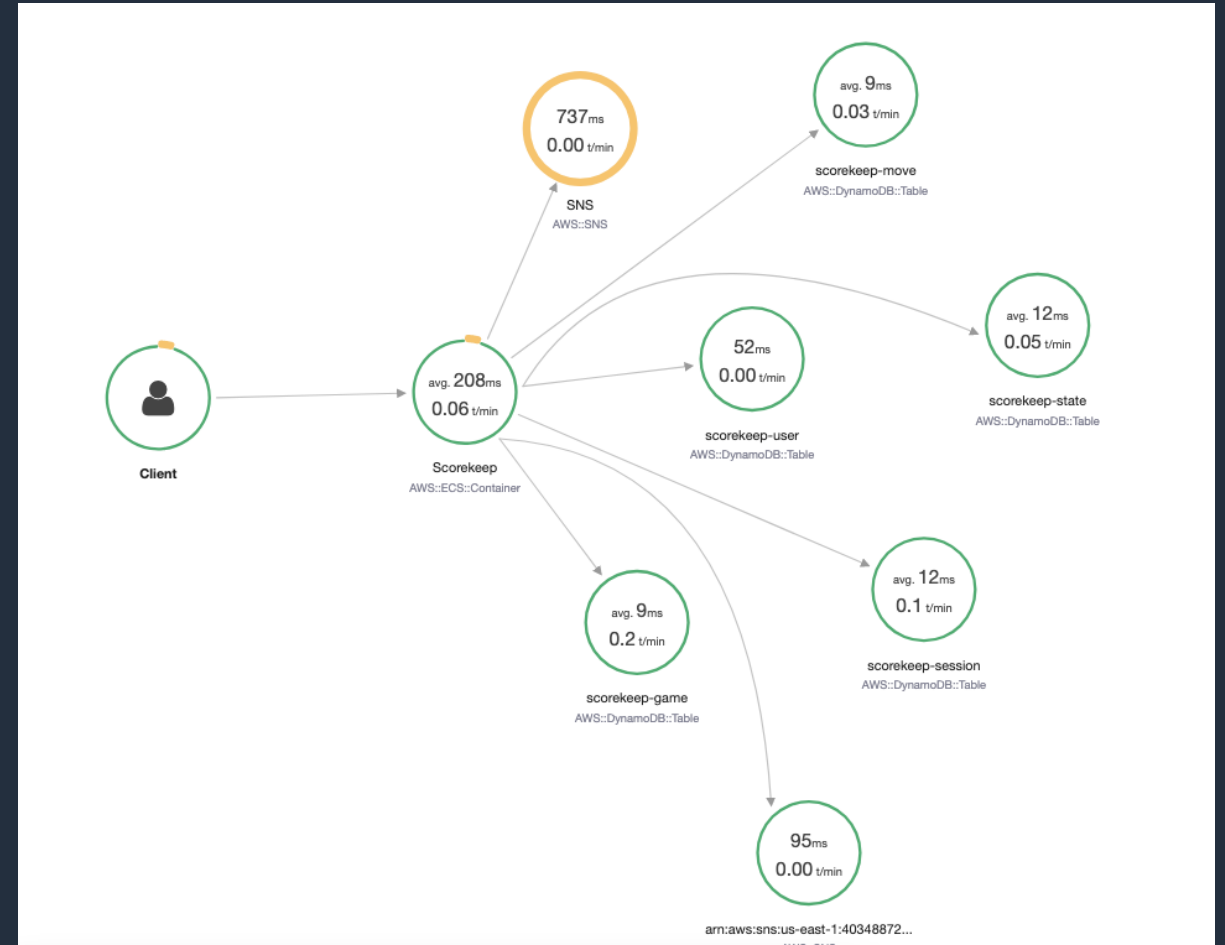 avg. 9ms
0.03 t/min
scorekeep-move
AWS::DynamoDB::Table
737ms
0.00 t/min
SNS
AWS::SNS
avg. 12ms
0.05 t/min
scorekeep-state
AWS::DynamoDB::Table
52ms
0.00 t/min
scorekeep-user
AWS::DynamoDB::Table
Client
avg. 208ms
0.06 t/min
Scorekeep
AWS::ECS::Container
avg. 12ms
0.1 t/min
scorekeep-session
AWS::DynamoDB::Table
avg. 9ms
0.2 t/min
scorekeep-game
AWS::DynamoDB::Table
95ms
0.00 t/min
arn:aws:sns:us-east-1:40348872...